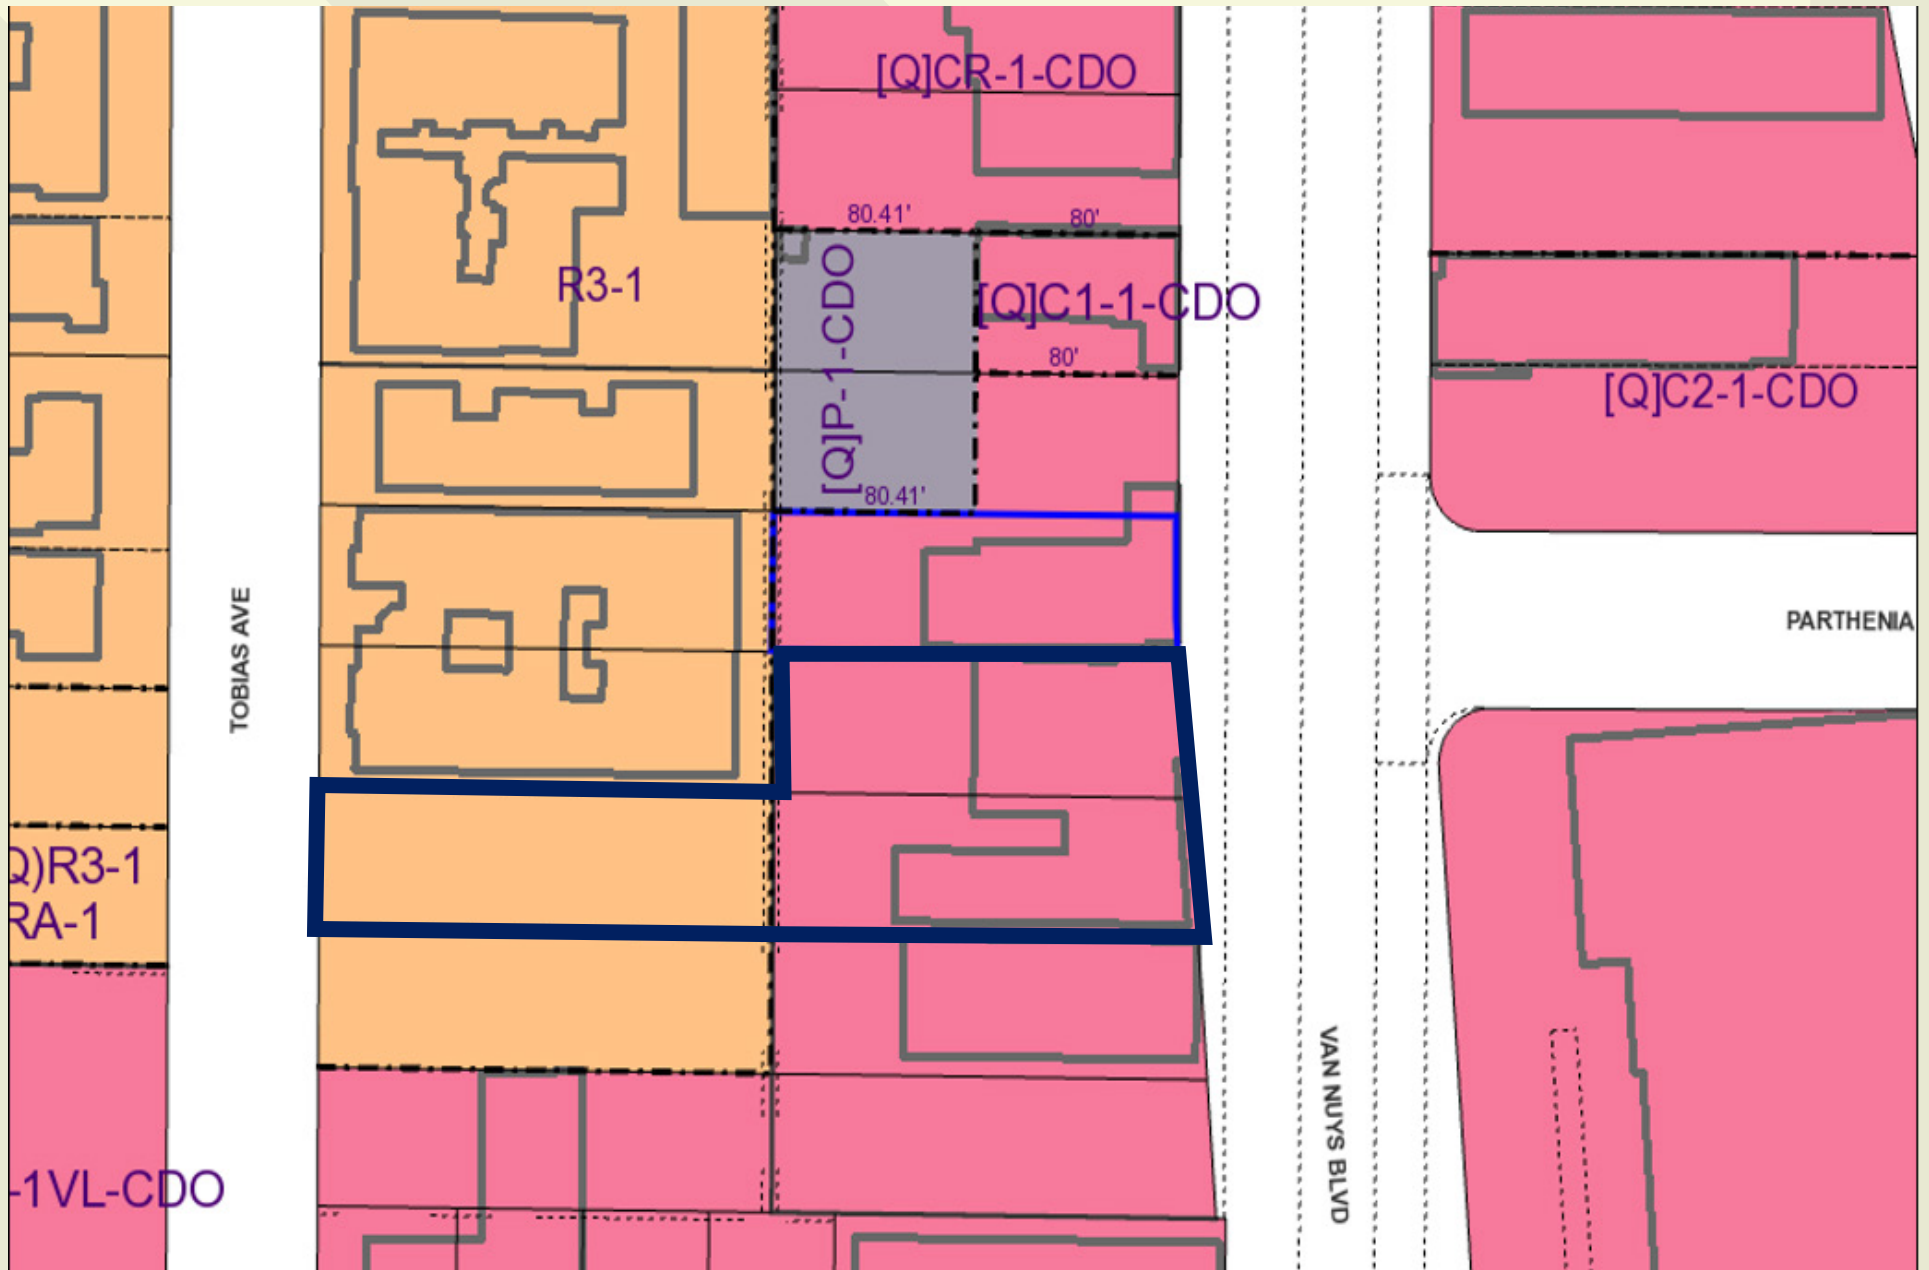 [Q]CR-1-CDO
80.41'
80'
R3-1
[Q]P-1-CDO
[Q]C1-1-CDO
80'
[Q]C2-1-CDO
80.41'
TOBIAS AVE
PARTHENIA
Q)R3-1
RA-1
VAN NUYS BLVD
-1VL-CDO